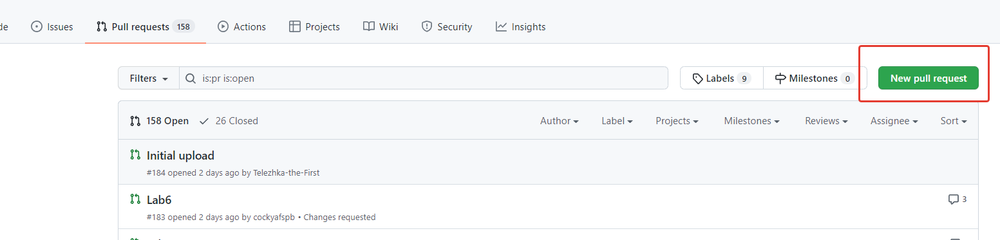 de Issues Pull requests 158 Actions Projects Wiki Security Insights
Filters is:pr is:open Labels 9 Milestones 0 New pull request
158 Open 26 Closed Author Label Projects Milestones Reviews Assignee Sort
Initial upload
#184 opened 2 days ago by Telezhka-the-First
Lab6 3
#183 opened 2 days ago by cockyafspb • Changes requested